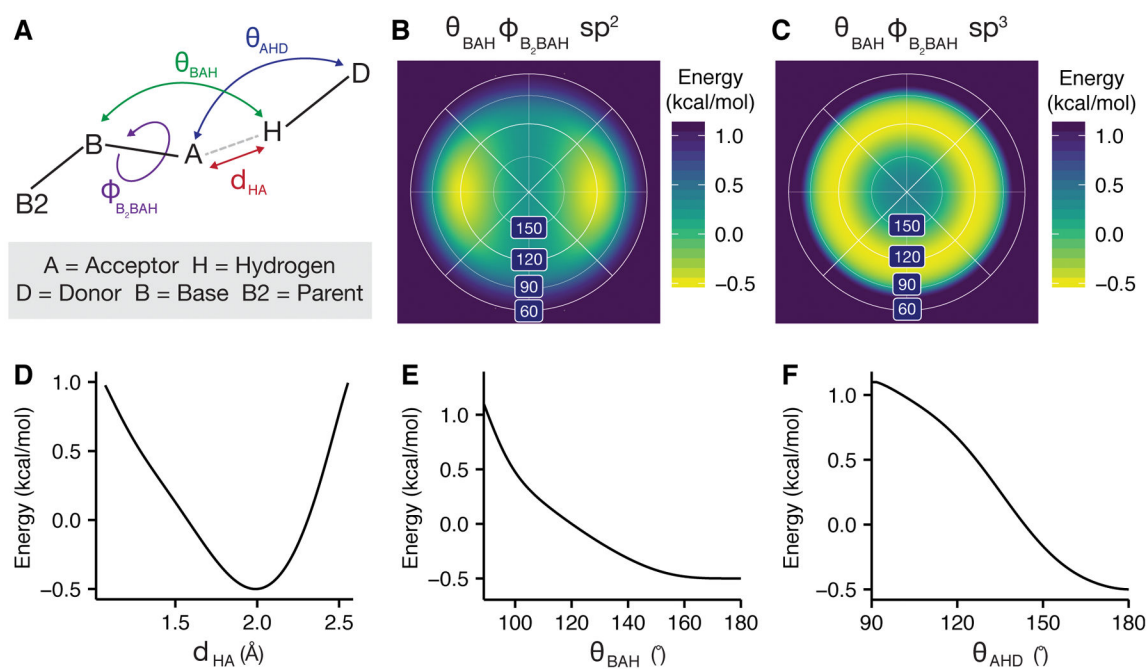 A
θAHD
θBAH
D
H
B
A
dHA
ϕB₂BAH
B2
A = Acceptor H = Hydrogen
D = Donor B = Base B2 = Parent
B
θBAH ϕB₂BAH sp²
Energy
(kcal/mol)
1.0
0.0
−0.5
150
120
90
60
C
θBAH ϕB₂BAH sp³
Energy
(kcal/mol)
1.0
0.0
−0.5
150
120
90
60
D
Energy (kcal/mol)
1.0
0.5
0.0
−0.5
1.5 2.0 2.5
dHA (Å)
E
Energy (kcal/mol)
1.0
0.5
0.0
−0.5
100 120 140 160 180
θBAH (°)
F
Energy (kcal/mol)
1.0
0.5
0.0
−0.5
90 120 150 180
θAHD (°)